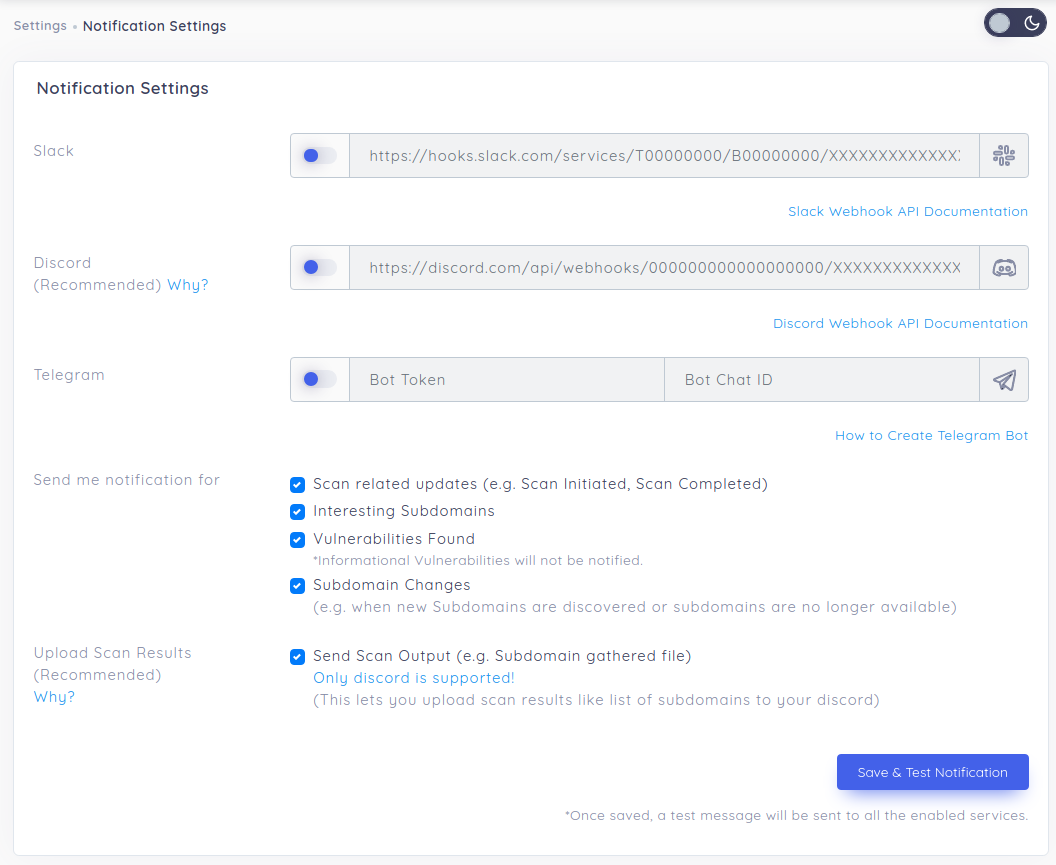 Settings • Notification Settings
Notification Settings
Slack
https://hooks.slack.com/services/T00000000/B00000000/XXXXXXXXXXXXX
Slack Webhook API Documentation
Discord
(Recommended) Why?
https://discord.com/api/webhooks/000000000000000000/XXXXXXXXXXXXX
Discord Webhook API Documentation
Telegram
Bot Token
Bot Chat ID
How to Create Telegram Bot
Send me notification for
Scan related updates (e.g. Scan Initiated, Scan Completed)
Interesting Subdomains
Vulnerabilities Found
*Informational Vulnerabilities will not be notified.
Subdomain Changes
(e.g. when new Subdomains are discovered or subdomains are no longer available)
Upload Scan Results
(Recommended)
Why?
Send Scan Output (e.g. Subdomain gathered file)
Only discord is supported!
(This lets you upload scan results like list of subdomains to your discord)
Save & Test Notification
*Once saved, a test message will be sent to all the enabled services.